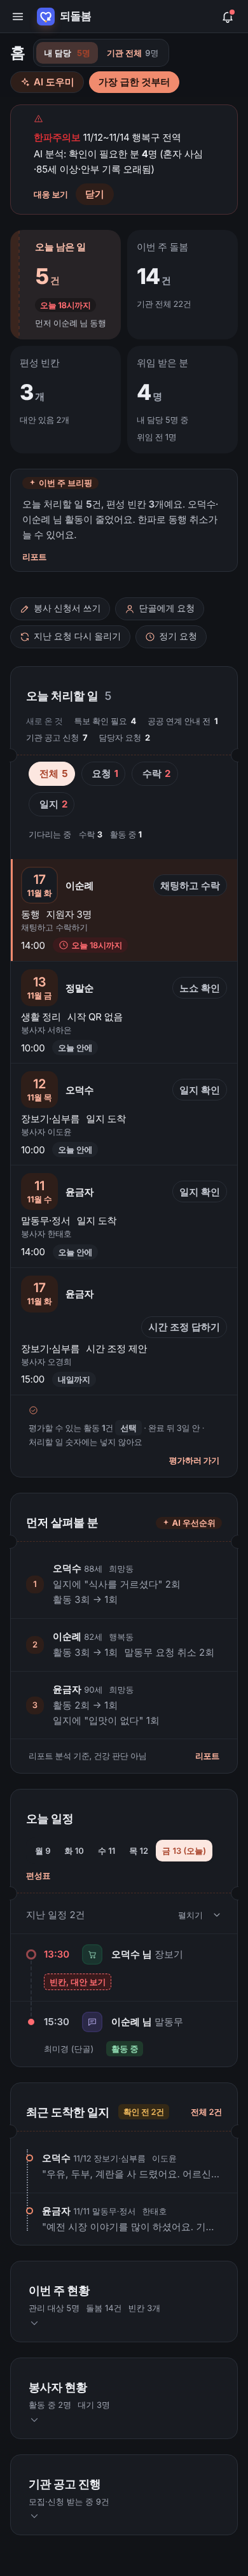 되돌봄
홈
내 담당 5명 기관 전체 9명
AI 도우미 가장 급한 것부터
한파주의보 11/12~11/14 행복구 전역
AI 분석: 확인이 필요한 분 4명 (혼자 사심
·85세 이상·안부 기록 오래됨)
대응 보기 닫기
오늘 남은 일
5건
오늘 18시까지
먼저 이순례 님 동행
이번 주 돌봄
14건
기관 전체 22건
편성 빈칸
3개
대안 있음 2개
위임 받은 분
4명
내 담당 5명 중
위임 전 1명
이번 주 브리핑
오늘 처리할 일 5건, 편성 빈칸 3개예요. 오덕수·
이순례 님 활동이 줄었어요. 한파로 동행 취소가
늘 수 있어요.
리포트
봉사 신청서 쓰기 단골에게 요청
지난 요청 다시 올리기 정기 요청
오늘 처리할 일 5
새로 온 것 특보 확인 필요 4 공공 연계 안내 전 1
기관 공고 신청 7 담당자 요청 2
전체 5 요청 1 수락 2
일지 2
기다리는 중 수락 3 활동 중 1
17
11월 화
이순례
채팅하고 수락
동행 지원자 3명
채팅하고 수락하기
14:00 오늘 18시까지
13
11월 금
정말순
노쇼 확인
생활 정리 시작 QR 없음
봉사자 서하은
10:00 오늘 안에
12
11월 목
오덕수
일지 확인
장보기·심부름 일지 도착
봉사자 이도윤
10:00 오늘 안에
11
11월 수
윤금자
일지 확인
말동무·정서 일지 도착
봉사자 한태호
14:00 오늘 안에
17
11월 화
윤금자
시간 조정 답하기
장보기·심부름 시간 조정 제안
봉사자 오경희
15:00 내일까지
평가할 수 있는 활동 1건 선택 · 완료 뒤 3일 안 ·
처리할 일 숫자에는 넣지 않아요
평가하러 가기
먼저 살펴볼 분 AI 우선순위
오덕수 88세 희망동
1
일지에 "식사를 거르셨다" 2회
활동 3회 → 1회
이순례 82세 행복동
2
활동 3회 → 1회 말동무 요청 취소 2회
윤금자 90세 희망동
3
활동 2회 → 1회
일지에 "입맛이 없다" 1회
리포트 분석 기준, 건강 판단 아님 리포트
오늘 일정
월 9 화 10 수 11 목 12 금 13 (오늘)
편성표
지난 일정 2건 펼치기
13:30 오덕수 님 장보기
빈칸, 대안 보기
15:30 이순례 님 말동무
최미경 (단골) 활동 중
최근 도착한 일지 확인 전 2건 전체 2건
오덕수 11/12 장보기·심부름 이도윤
"우유, 두부, 계란을 사 드렸어요. 어르신...
윤금자 11/11 말동무·정서 한태호
"예전 시장 이야기를 많이 하셨어요. 기...
이번 주 현황
관리 대상 5명 돌봄 14건 빈칸 3개
봉사자 현황
활동 중 2명 대기 3명
기관 공고 진행
모집·신청 받는 중 9건